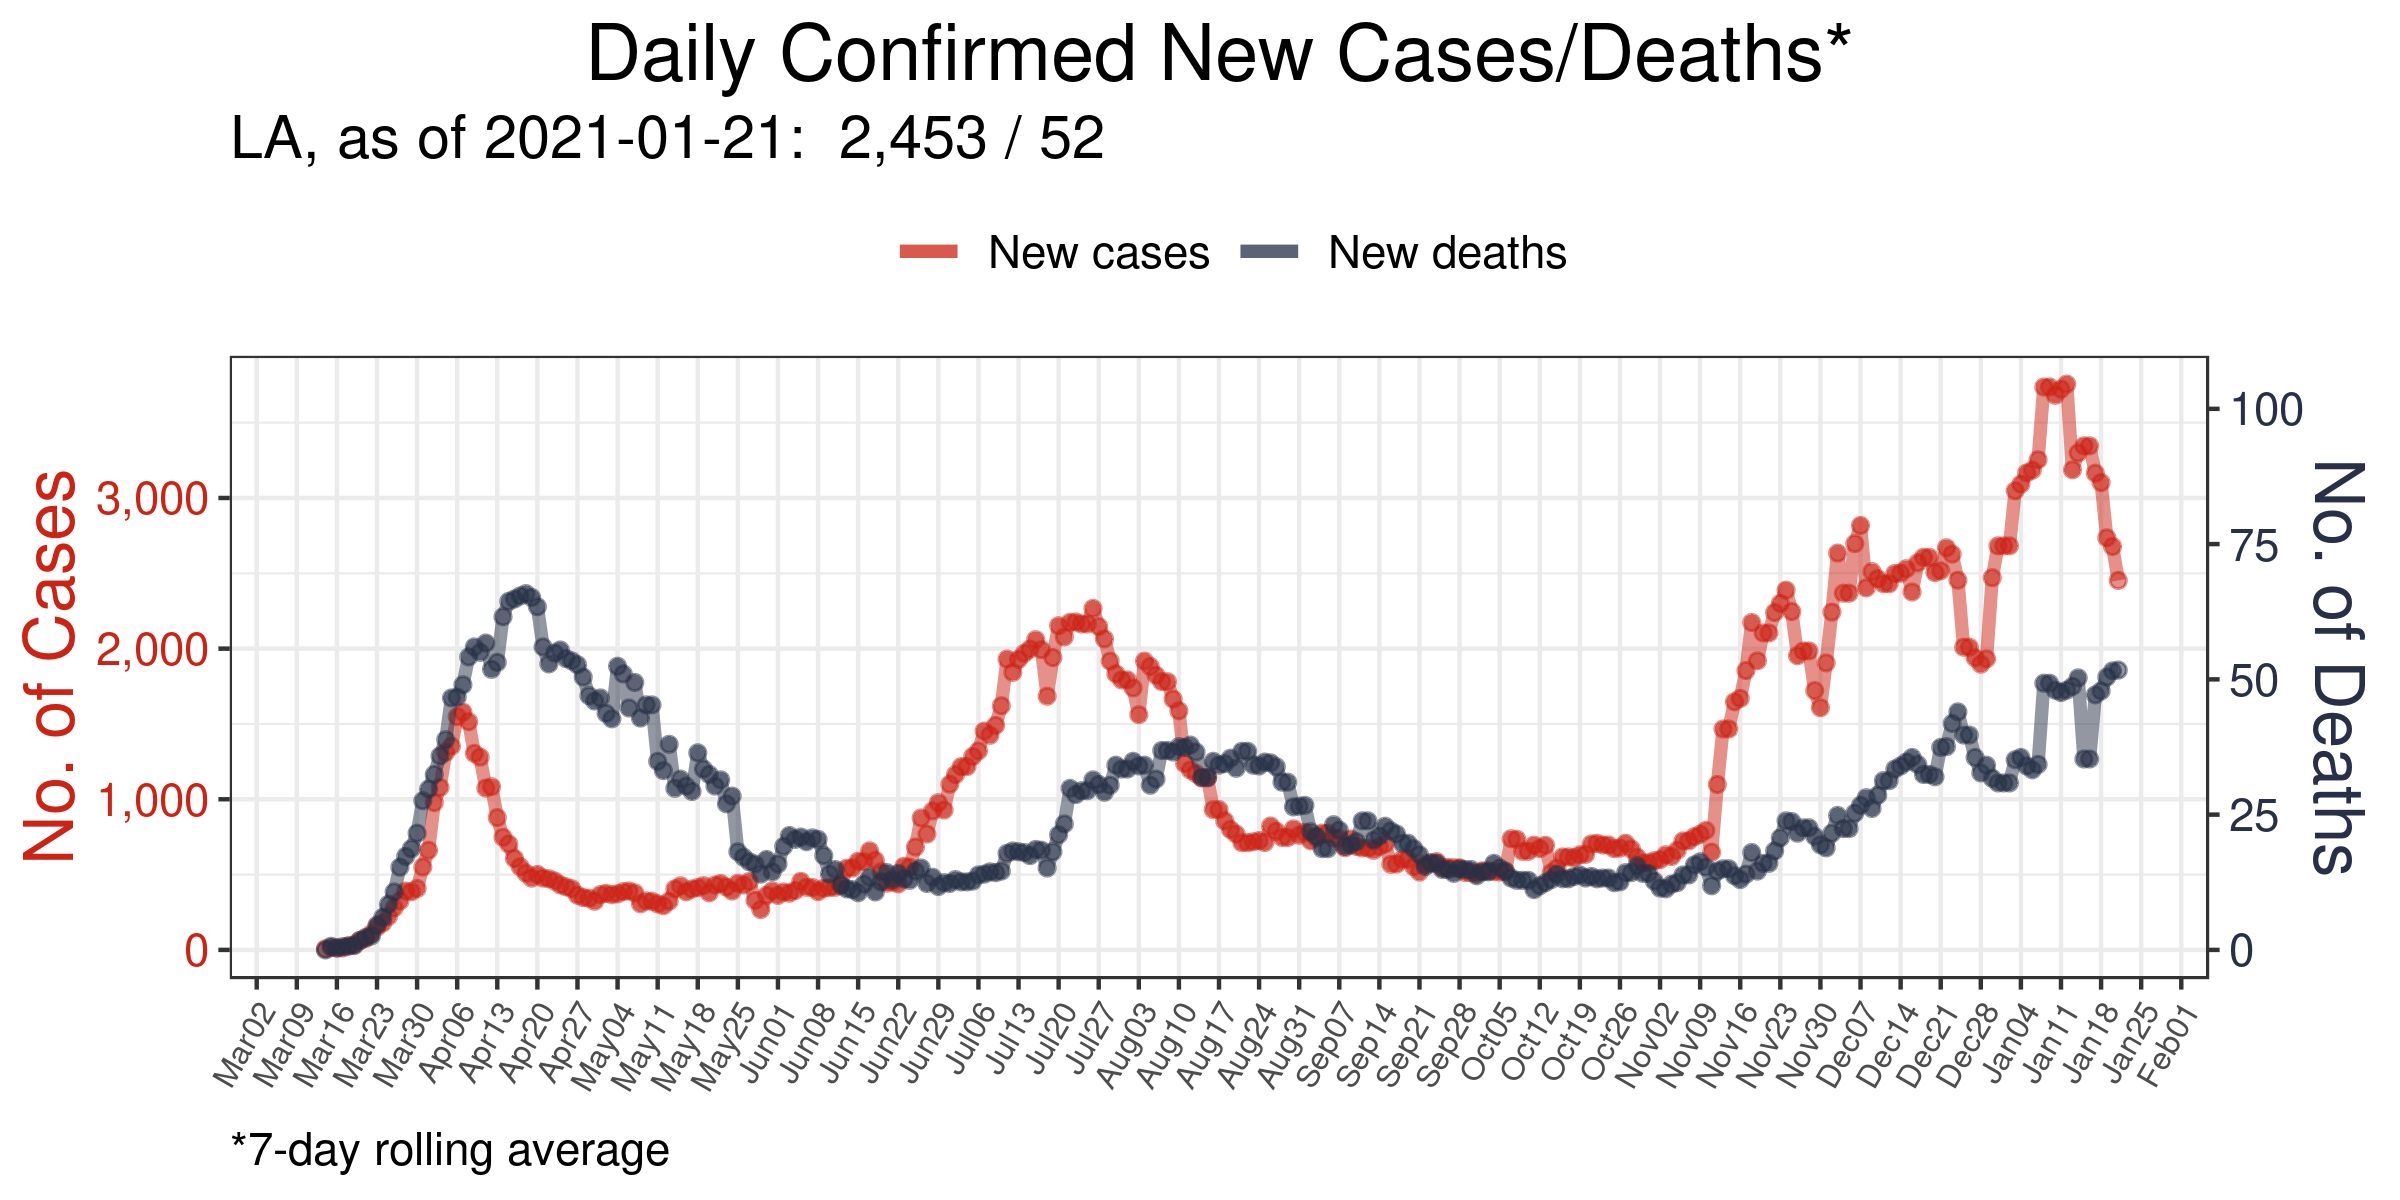 Daily Confirmed New Cases/Deaths*
LA, as of 2021-01-21:  2,453 / 52
New cases
New deaths
No. of Cases
3,000
2,000
1,000
0
100
75
50
25
0
No. of Deaths
Mar02
Mar09
Mar16
Mar23
Mar30
Apr06
Apr13
Apr20
Apr27
May04
May11
May18
May25
Jun01
Jun08
Jun15
Jun22
Jun29
Jul06
Jul13
Jul20
Jul27
Aug03
Aug10
Aug17
Aug24
Aug31
Sep07
Sep14
Sep21
Sep28
Oct05
Oct12
Oct19
Oct26
Nov02
Nov09
Nov16
Nov23
Nov30
Dec07
Dec14
Dec21
Dec28
Jan04
Jan11
Jan18
Jan25
Feb01
*7-day rolling average